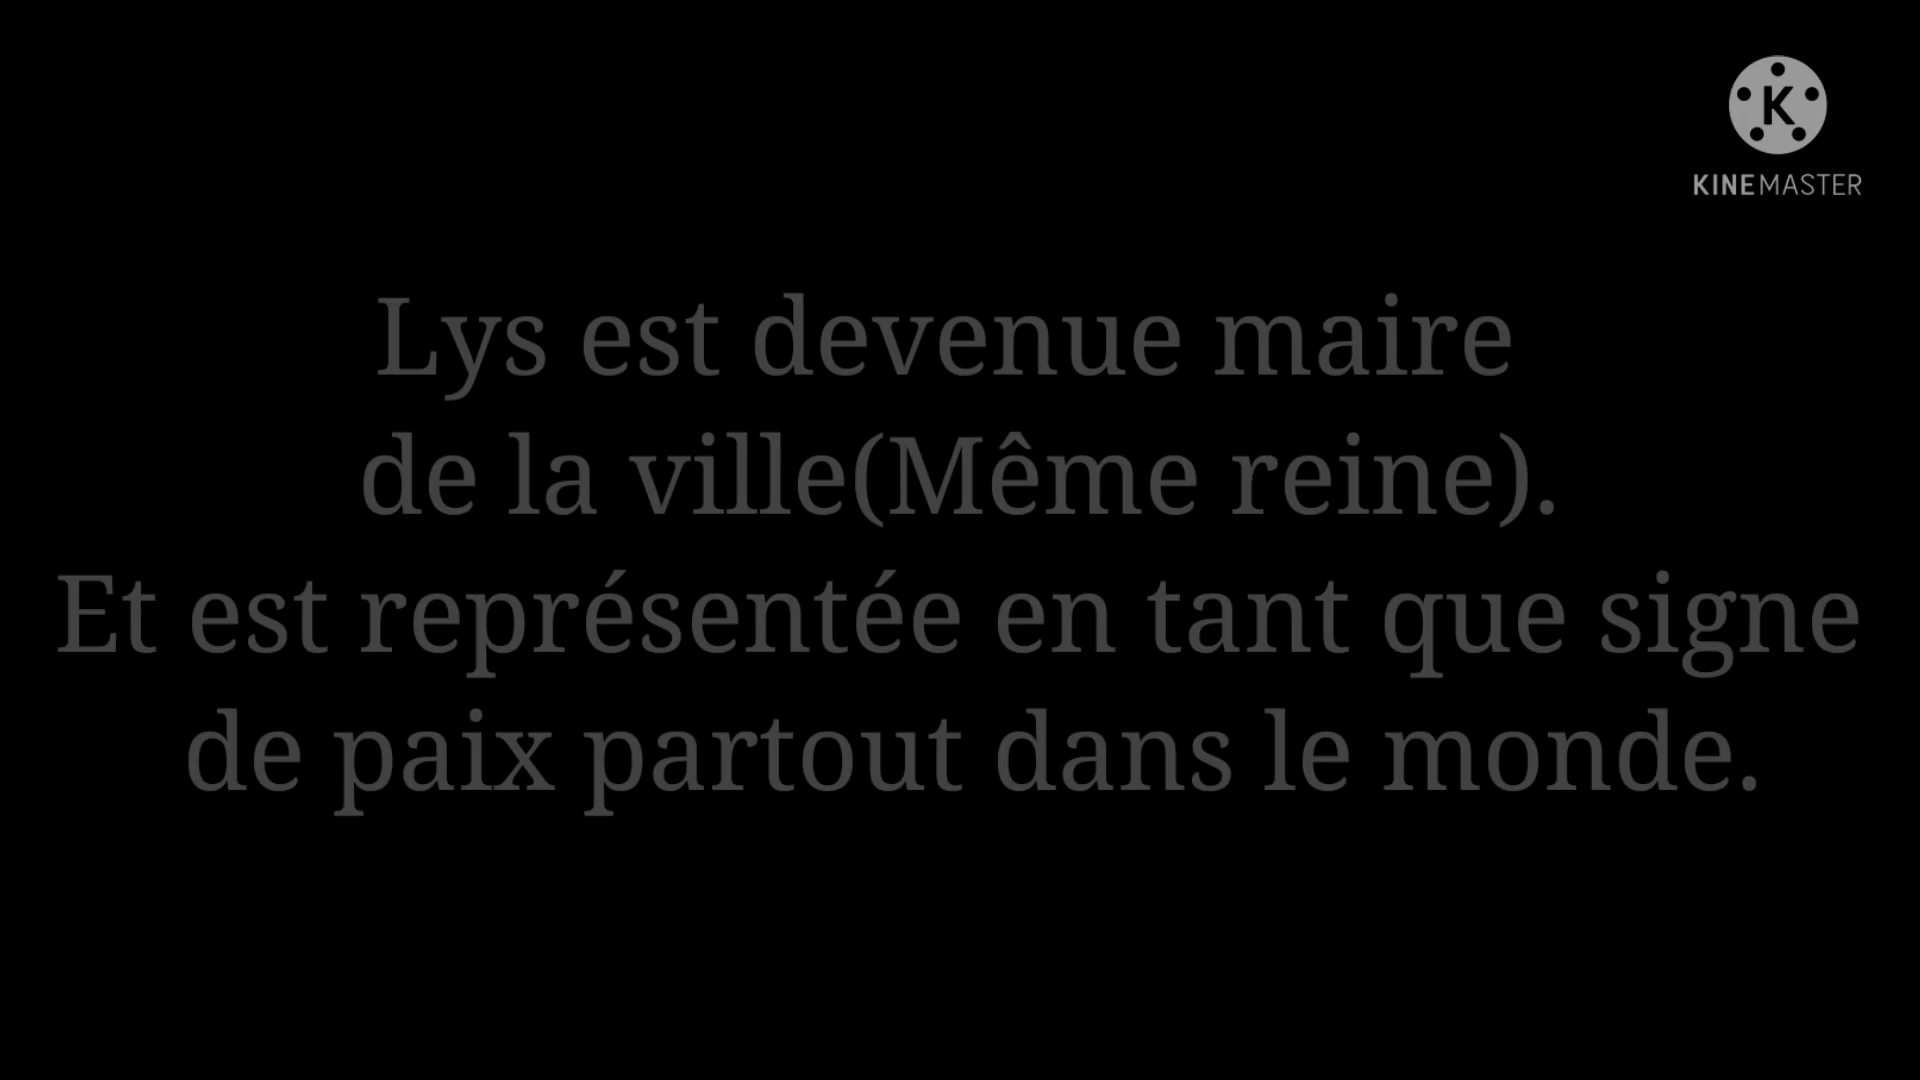 K
KINEMASTER
Lys est devenue maire
de la ville(Même reine).
Et est représentée en tant que signe
de paix partout dans le monde.